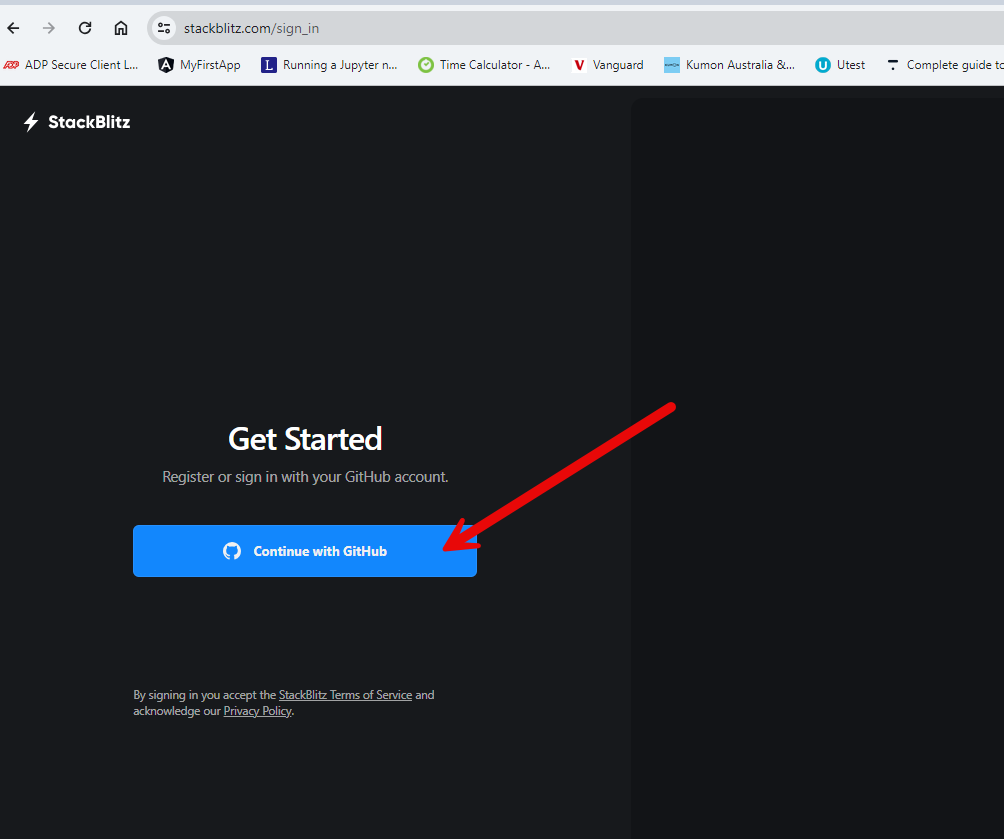 stackblitz.com/sign_in
ADP Secure Client L...
MyFirstApp
L Running a Jupyter n...
Time Calculator - A...
V Vanguard
Kumon Australia &...
U Utest
Complete guide to
StackBlitz
Get Started
Register or sign in with your GitHub account.
Continue with GitHub
By signing in you accept the StackBlitz Terms of Service and
acknowledge our Privacy Policy.